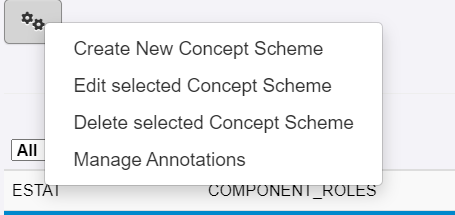 Create New Concept Scheme
Edit selected Concept Scheme
Delete selected Concept Scheme
Manage Annotations
All
ESTAT COMPONENT_ROLES